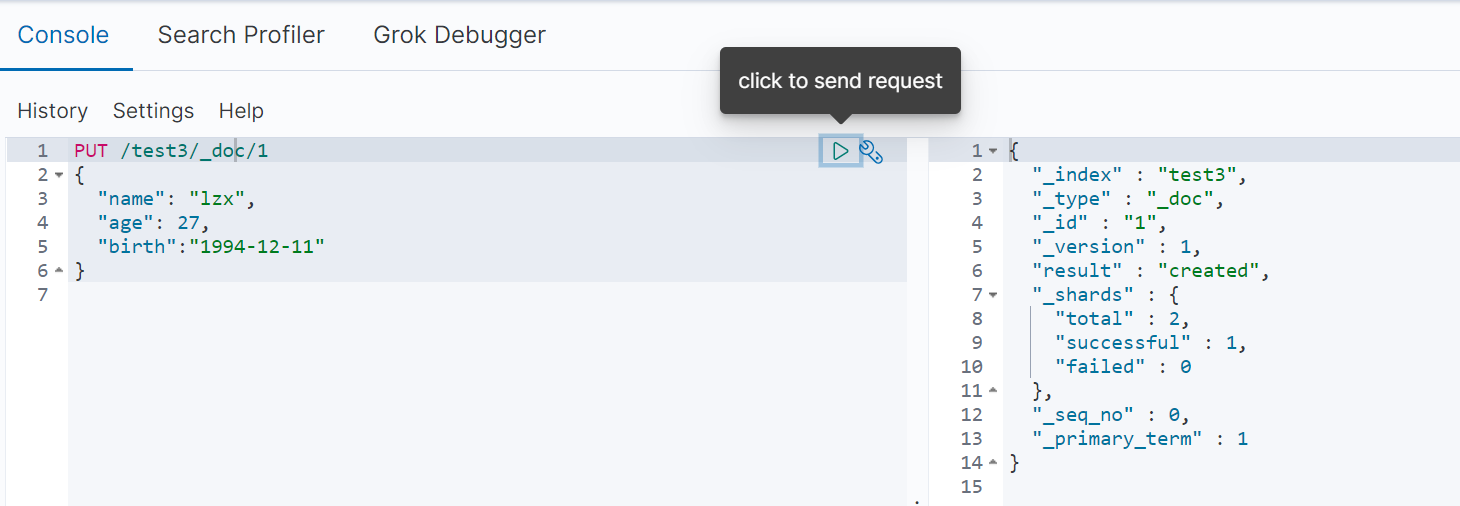 Console Search Profiler Grok Debugger
click to send request
History Settings Help
1 PUT /test3/_doc/1
2 {
3 "name": "lzx",
4 "age": 27,
5 "birth":"1994-12-11"
6 }
7
1 {
2 "_index" : "test3",
3 "_type" : "_doc",
4 "_id" : "1",
5 "_version" : 1,
6 "result" : "created",
7 "_shards" : {
8 "total" : 2,
9 "successful" : 1,
10 "failed" : 0
11 },
12 "_seq_no" : 0,
13 "_primary_term" : 1
14 }
15